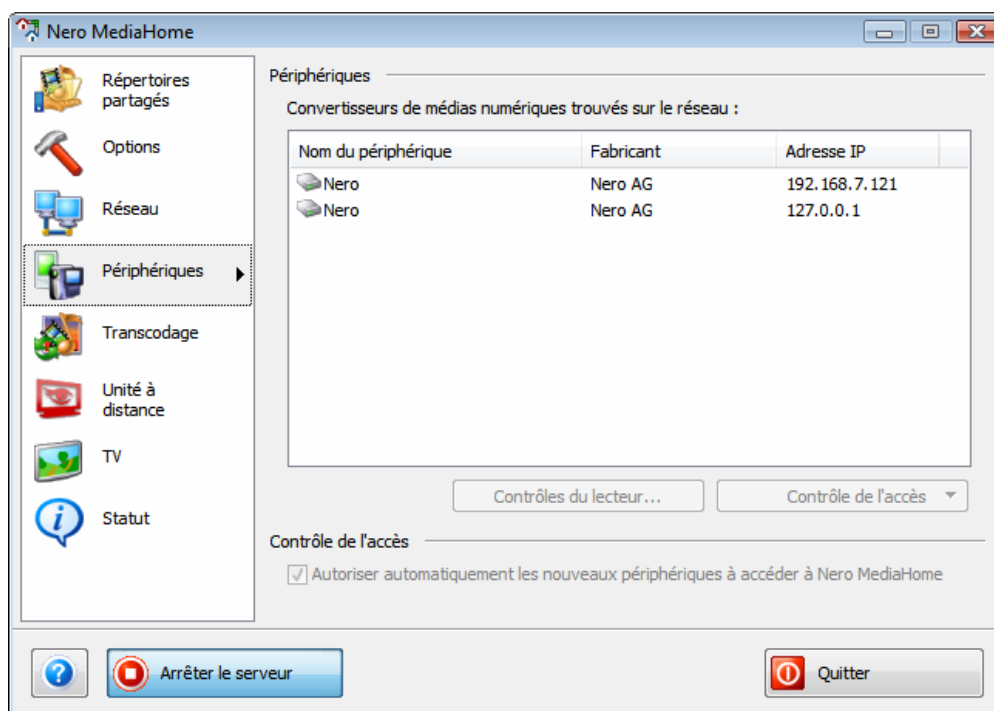 Nero MediaHome
Répertoires
partagés
Options
Réseau
Périphériques
Transcodage
Unité à
distance
TV
Statut
Périphériques
Convertisseurs de médias numériques trouvés sur le réseau :
Nom du périphérique Fabricant Adresse IP
Nero Nero AG 192.168.7.121
Nero Nero AG 127.0.0.1
Contrôles du lecteur... Contrôle de l'accès
Contrôle de l'accès
Autoriser automatiquement les nouveaux périphériques à accéder à Nero MediaHome
? Arrêter le serveur Quitter